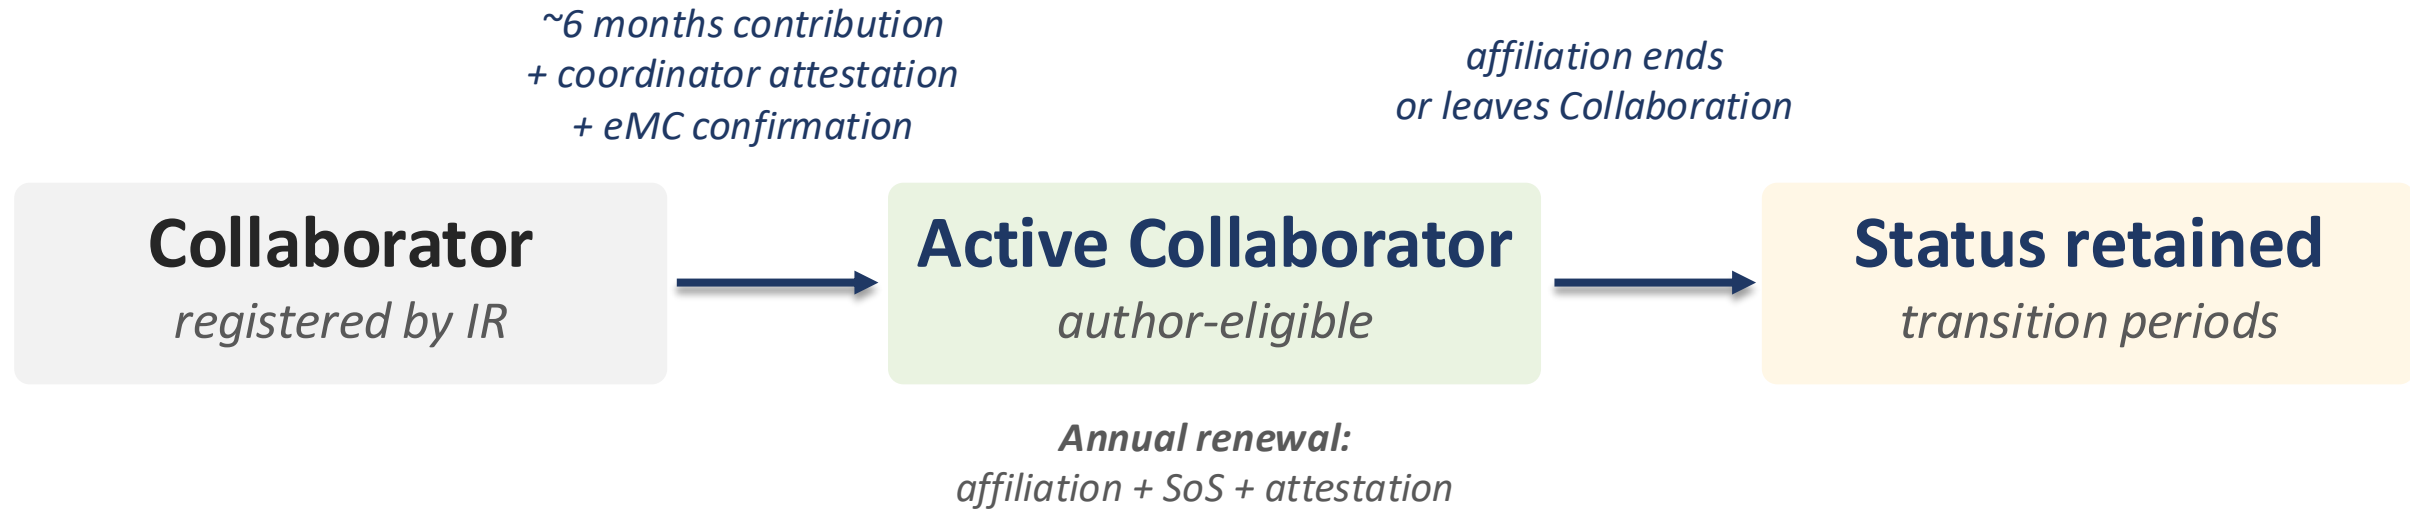 ~6 months contribution
+ coordinator attestation
+ eMC confirmation
affiliation ends
or leaves Collaboration
Collaborator
registered by IR
Active Collaborator
author-eligible
Status retained
transition periods
Annual renewal:
affiliation + SoS + attestation